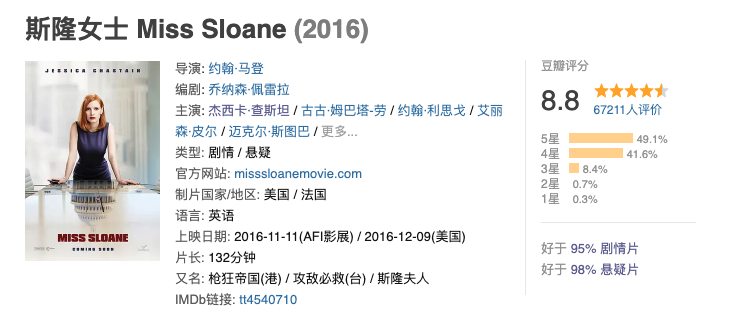 斯隆女士 Miss Sloane (2016)
JESSICA CHASTAIN
MISS SLOANE
COMING SOON
导演: 约翰·马登
编剧: 乔纳森·佩雷拉
主演: 杰西卡·查斯坦 / 古古·姆巴塔-劳 / 约翰·利思戈 / 艾丽
森·皮尔 / 迈克尔·斯图巴 / 更多...
类型: 剧情 / 悬疑
官方网站: misssloanemovie.com
制片国家/地区: 美国 / 法国
语言: 英语
上映日期: 2016-11-11(AFI影展) / 2016-12-09(美国)
片长: 132分钟
又名: 枪狂帝国(港) / 攻敌必救(台) / 斯隆夫人
IMDb链接: tt4540710
豆瓣评分
8.8
67211人评价
5星 49.1%
4星 41.6%
3星 8.4%
2星 0.7%
1星 0.3%
好于 95% 剧情片
好于 98% 悬疑片